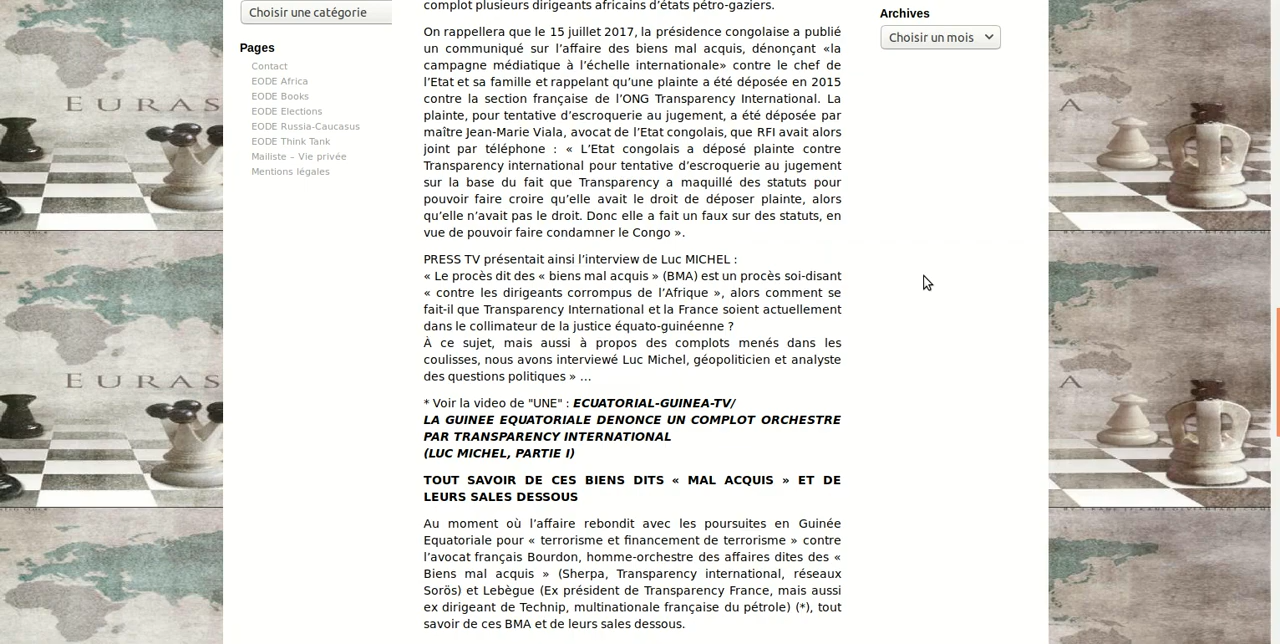 Choisir une catégorie
Pages
Contact
EODE Africa
EODE Books
EODE Elections
EODE Russia-Caucasus
EODE Think Tank
Mailiste – Vie privée
Mentions légales
complot plusieurs dirigeants africains d’états pétro-gaziers.
On rappellera que le 15 juillet 2017, la présidence congolaise a publié
un communiqué sur l’affaire des biens mal acquis, dénonçant «la
campagne médiatique à l’échelle internationale» contre le chef de
l’Etat et sa famille et rappelant qu’une plainte a été déposée en 2015
contre la section française de l’ONG Transparency International. La
plainte, pour tentative d’escroquerie au jugement, a été déposée par
maître Jean-Marie Viala, avocat de l’Etat congolais, que RFI avait alors
joint par téléphone : « L’Etat congolais a déposé plainte contre
Transparency international pour tentative d’escroquerie au jugement
sur la base du fait que Transparency a maquillé des statuts pour
pouvoir faire croire qu’elle avait le droit de déposer plainte, alors
qu’elle n’avait pas le droit. Donc elle a fait un faux sur des statuts, en
vue de pouvoir faire condamner le Congo ».
PRESS TV présentait ainsi l’interview de Luc MICHEL :
« Le procès dit des « biens mal acquis » (BMA) est un procès soi-disant
« contre les dirigeants corrompus de l’Afrique », alors comment se
fait-il que Transparency International et la France soient actuellement
dans le collimateur de la justice équato-guinéenne ?
À ce sujet, mais aussi à propos des complots menés dans les
coulisses, nous avons interviewé Luc Michel, géopoliticien et analyste
des questions politiques » …
* Voir la video de "UNE" : ECUATORIAL-GUINEA-TV/
LA GUINEE EQUATORIALE DENONCE UN COMPLOT ORCHESTRE
PAR TRANSPARENCY INTERNATIONAL
(LUC MICHEL, PARTIE I)
TOUT SAVOIR DE CES BIENS DITS « MAL ACQUIS » ET DE
LEURS SALES DESSOUS
Au moment où l’affaire rebondit avec les poursuites en Guinée
Equatoriale pour « terrorisme et financement de terrorisme » contre
l’avocat français Bourdon, homme-orchestre des affaires dites des «
Biens mal acquis » (Sherpa, Transparency international, réseaux
Sorös) et Lebègue (Ex président de Transparency France, mais aussi
ex dirigeant de Technip, multinationale française du pétrole) (*), tout
savoir de ces BMA et de leurs sales dessous.
Archives
Choisir un mois
EURAS
A
EURAS
A